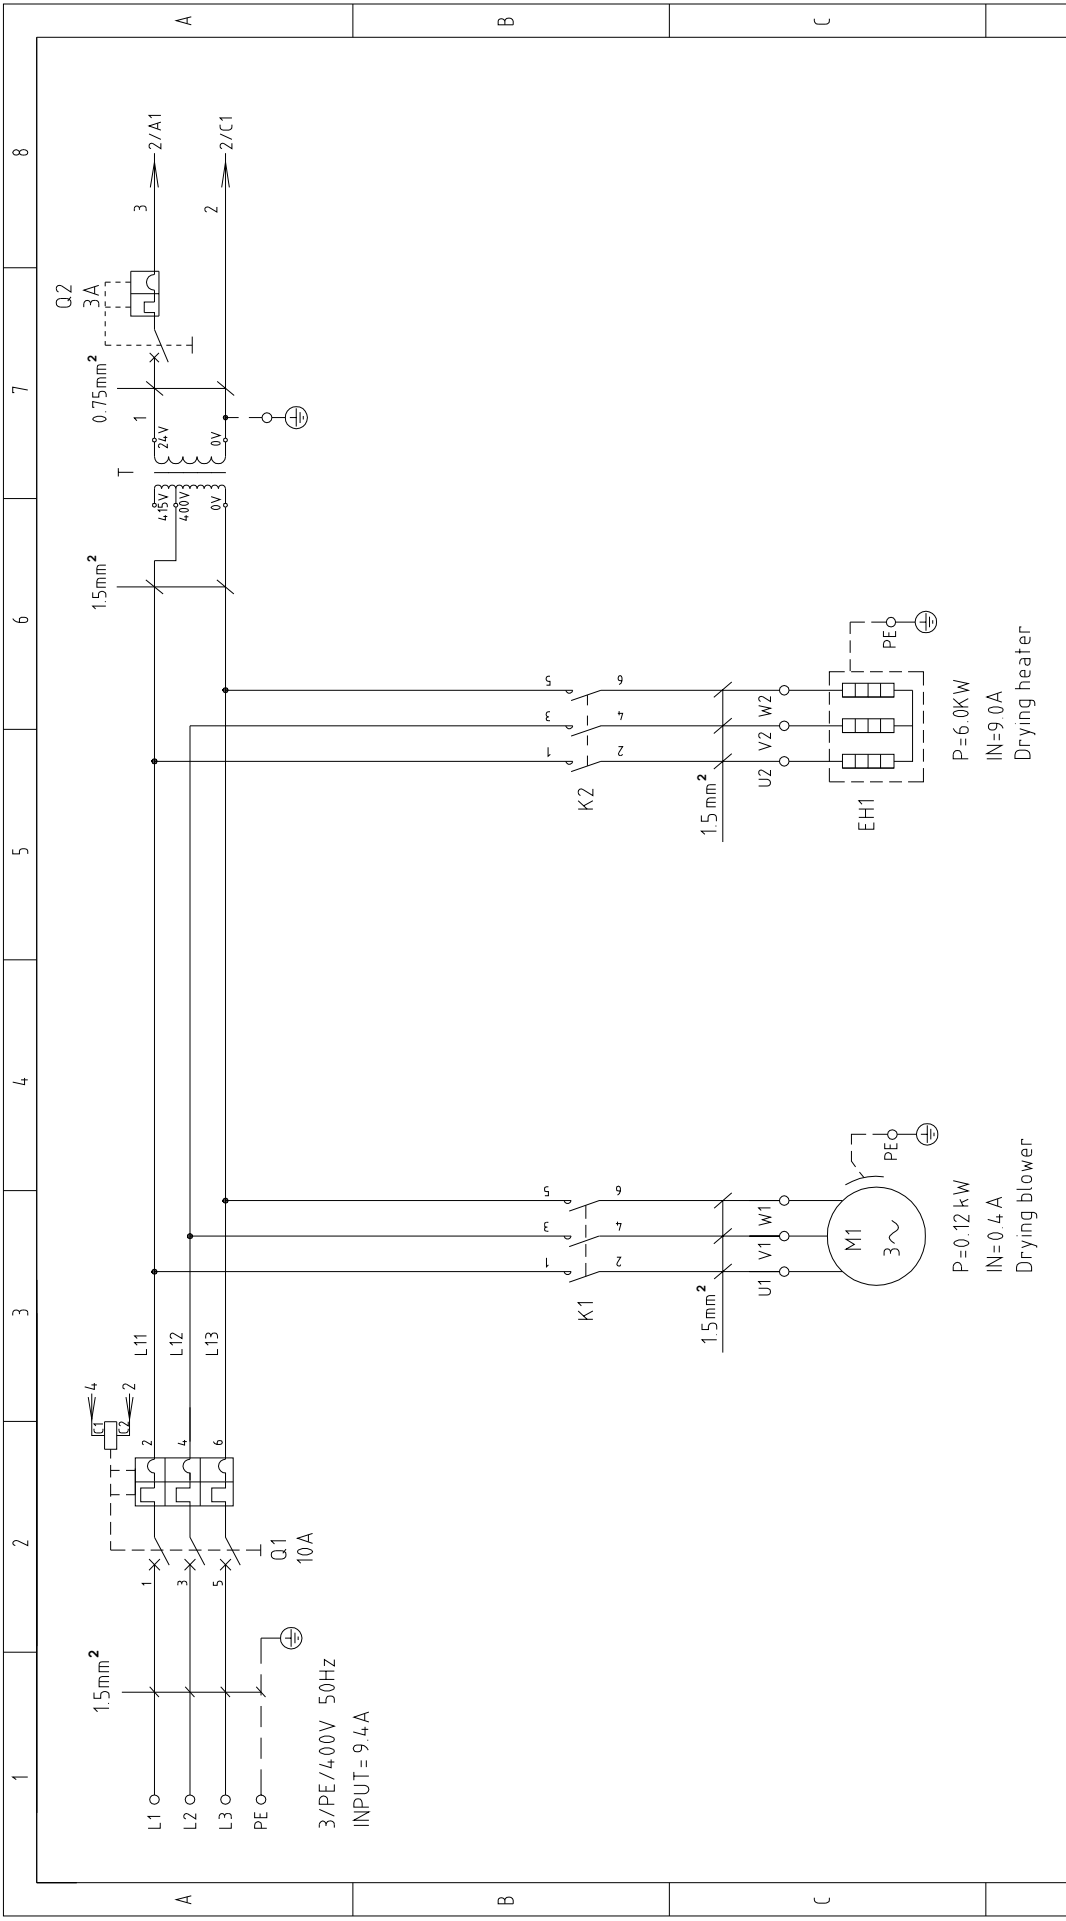 1 2 3 4 5 6 7 8
A
B
C
A
B
C
L1
L2
L3
PE
1.5mm²
3/PE/400V 50HZ
INPUT=9.4A
1
3
5
Q1
10A
2
4
6
C1
C2
4
2
L11
L12
L13
1 3 5
K1
2 4 6
1.5mm²
U1 V1 W1
M1
3~
PE
P=0.12kW
IN=0.4A
Drying blower
1 3 5
K2
2 4 6
1.5mm²
U2 V2 W2
EH1
PE
P=6.0KW
IN=9.0A
Drying heater
1.5mm²
T
415V
400V
0V
24V
0V
1
0.75mm²
Q2
3A
3
2
2/A1
2/C1